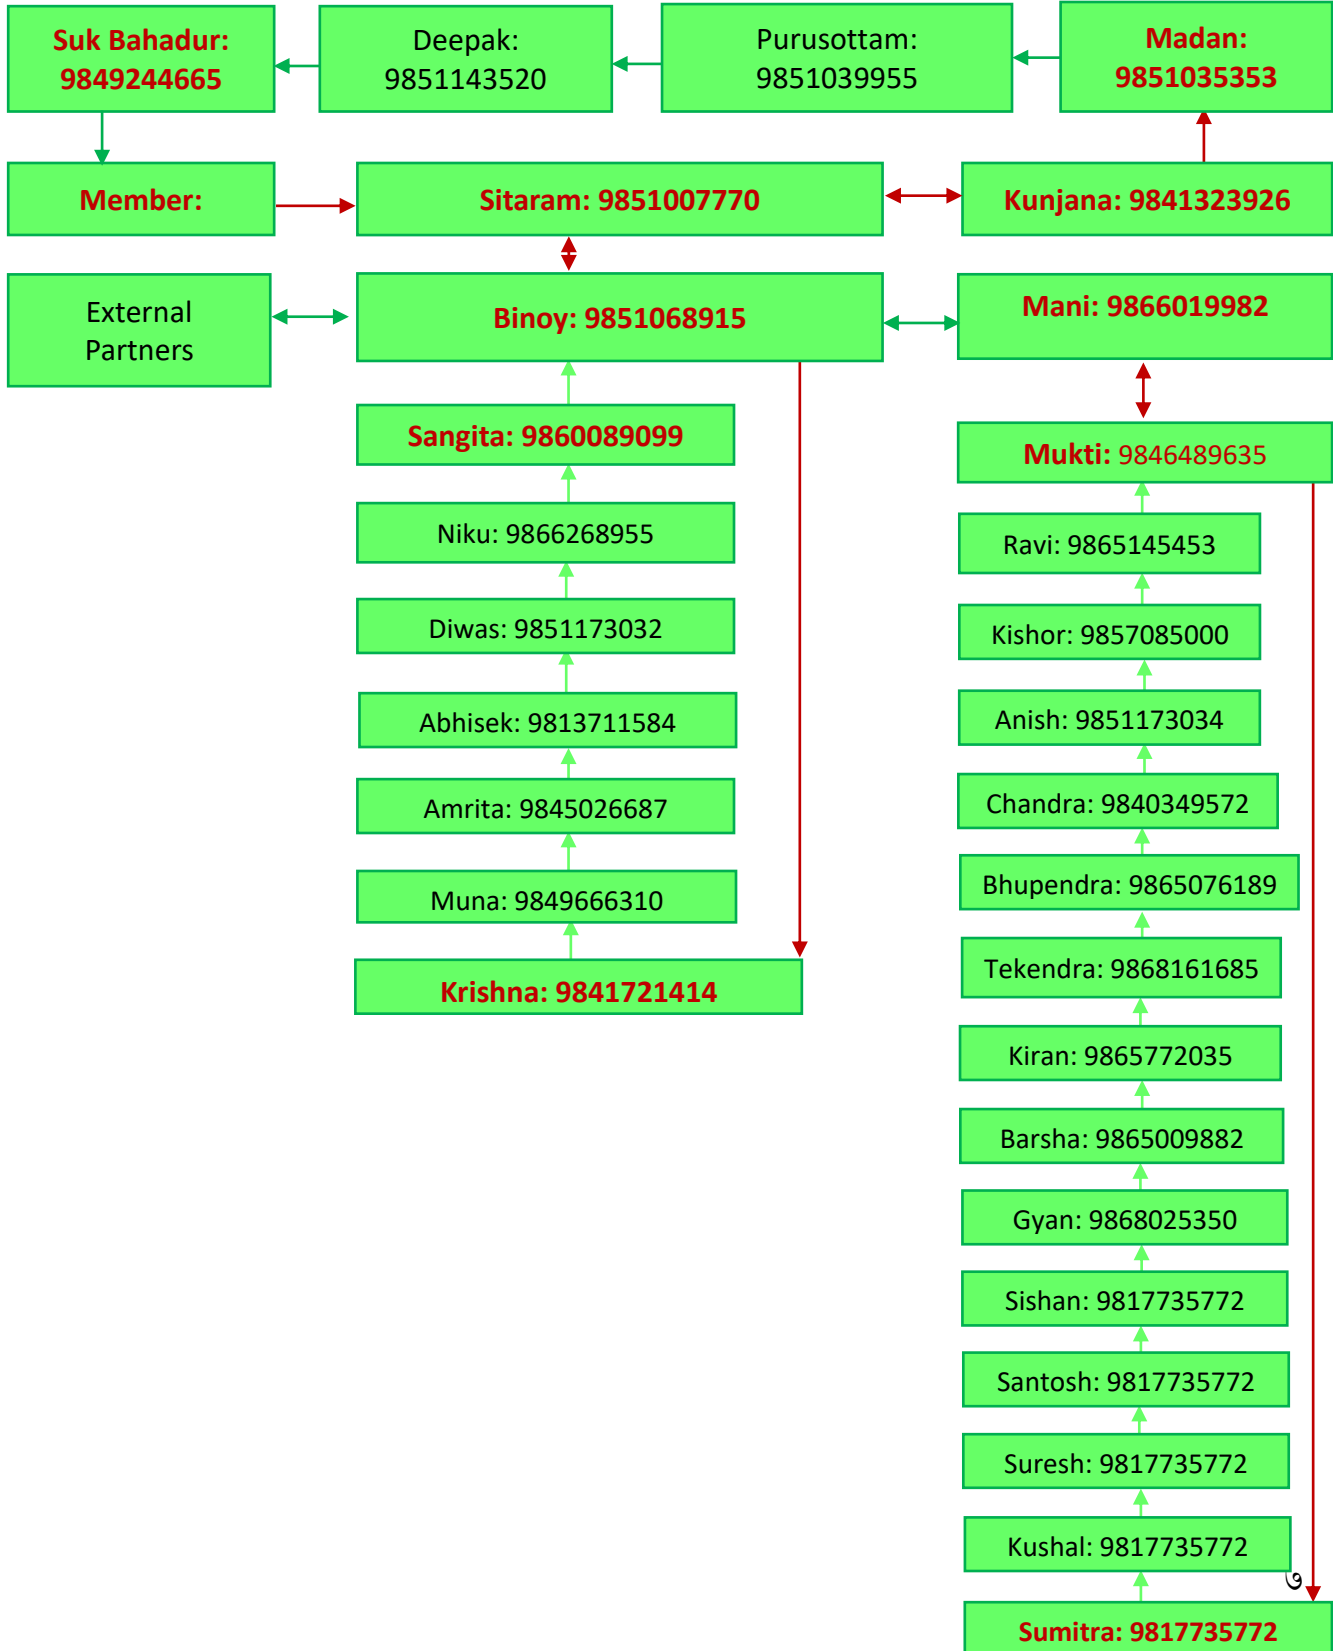 Suk Bahadur:
9849244665
Deepak:
9851143520
Purusottam:
9851039955
Madan:
9851035353
Member:
Sitaram: 9851007770
Kunjana: 9841323926
External
Partners
Binoy: 9851068915
Mani: 9866019982
Sangita: 9860089099
Niku: 9866268955
Diwas: 9851173032
Abhisek: 9813711584
Amrita: 9845026687
Muna: 9849666310
Krishna: 9841721414
Mukti: 9846489635
Ravi: 9865145453
Kishor: 9857085000
Anish: 9851173034
Chandra: 9840349572
Bhupendra: 9865076189
Tekendra: 9868161685
Kiran: 9865772035
Barsha: 9865009882
Gyan: 9868025350
Sishan: 9817735772
Santosh: 9817735772
Suresh: 9817735772
Kushal: 9817735772
Sumitra: 9817735772